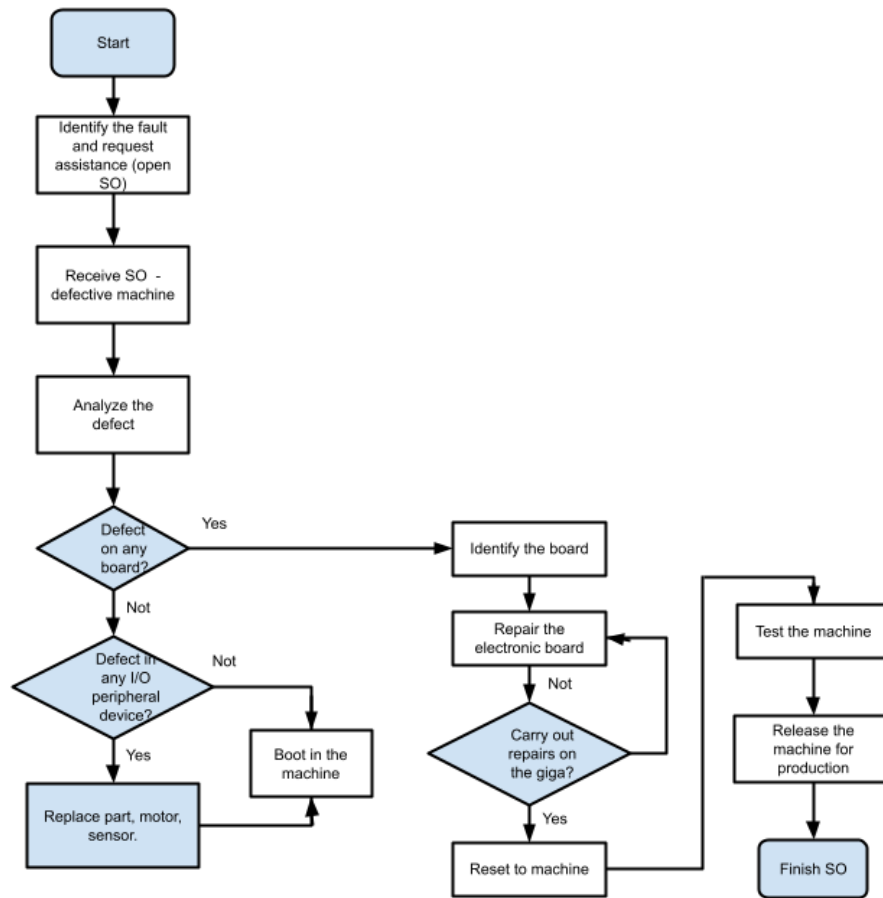 Start
Identify the fault
and request
assistance (open
SO)
Receive SO -
defective machine
Analyze the
defect
Defect
on any
board?
Yes
Not
Defect in
any I/O
peripheral
device?
Not
Yes
Boot in the
machine
Replace part, motor,
sensor.
Identify the board
Repair the
electronic board
Not
Carry out
repairs on
the giga?
Yes
Reset to machine
Test the machine
Release the
machine for
production
Finish SO